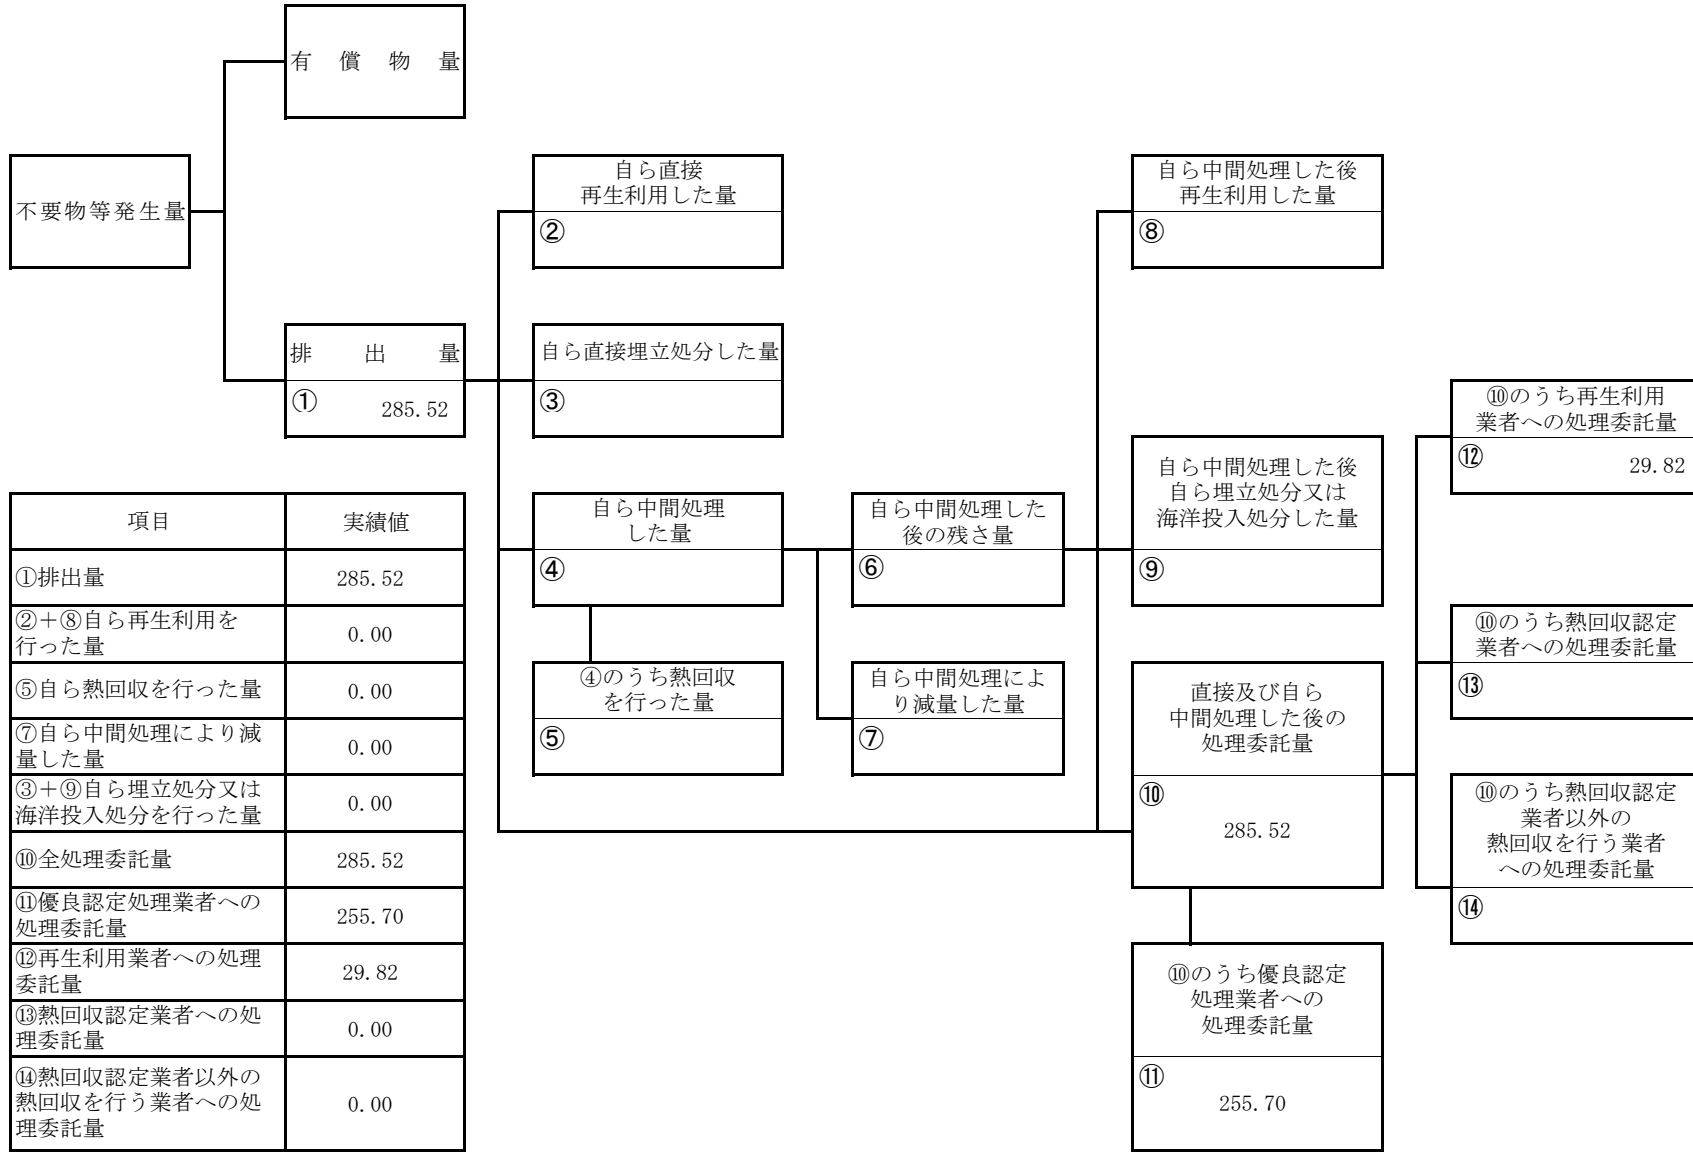 有償物量
不要物等発生量
排出量
① 285.52
自ら直接
再生利用した量
②
自ら直接埋立処分した量
③
自ら中間処理
した量
④
④のうち熱回収
を行った量
⑤
自ら中間処理した
後の残さ量
⑥
自ら中間処理によ
り減量した量
⑦
自ら中間処理した後
再生利用した量
⑧
自ら中間処理した後
自ら埋立処分又は
海洋投入処分した量
⑨
直接及び自ら
中間処理した後の
処理委託量
⑩
285.52
⑩のうち優良認定
処理業者への
処理委託量
⑪
255.70
⑩のうち再生利用
業者への処理委託量
⑫ 29.82
⑩のうち熱回収認定
業者への処理委託量
⑬
⑩のうち熱回収認定
業者以外の
熱回収を行う業者
への処理委託量
⑭
項目 実績値
①排出量 285.52
②+⑧自ら再生利用を
行った量 0.00
⑤自ら熱回収を行った量 0.00
⑦自ら中間処理により減
量した量 0.00
③+⑨自ら埋立処分又は
海洋投入処分を行った量 0.00
⑩全処理委託量 285.52
⑪優良認定処理業者への
処理委託量 255.70
⑫再生利用業者への処理
委託量 29.82
⑬熱回収認定業者への処
理委託量 0.00
⑭熱回収認定業者以外の
熱回収を行う業者への処
理委託量 0.00